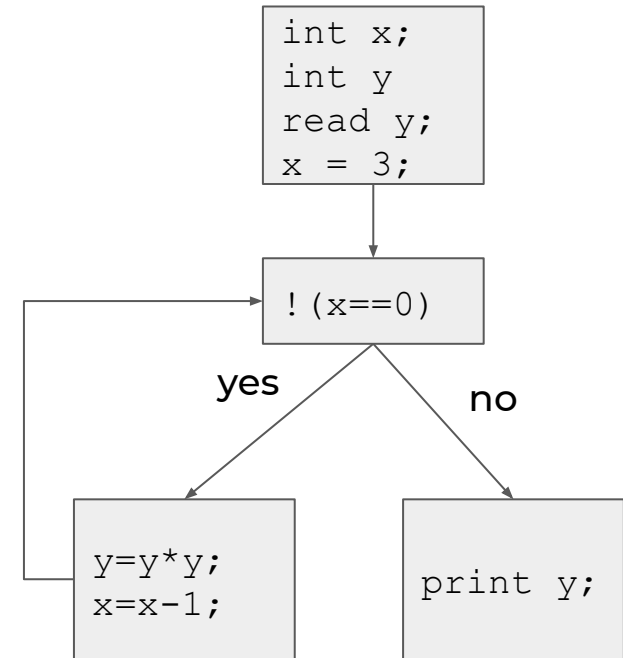 int x;
int y
read y;
x = 3;
!(x==0)
yes
no
y=y*y;
x=x-1;
print y;